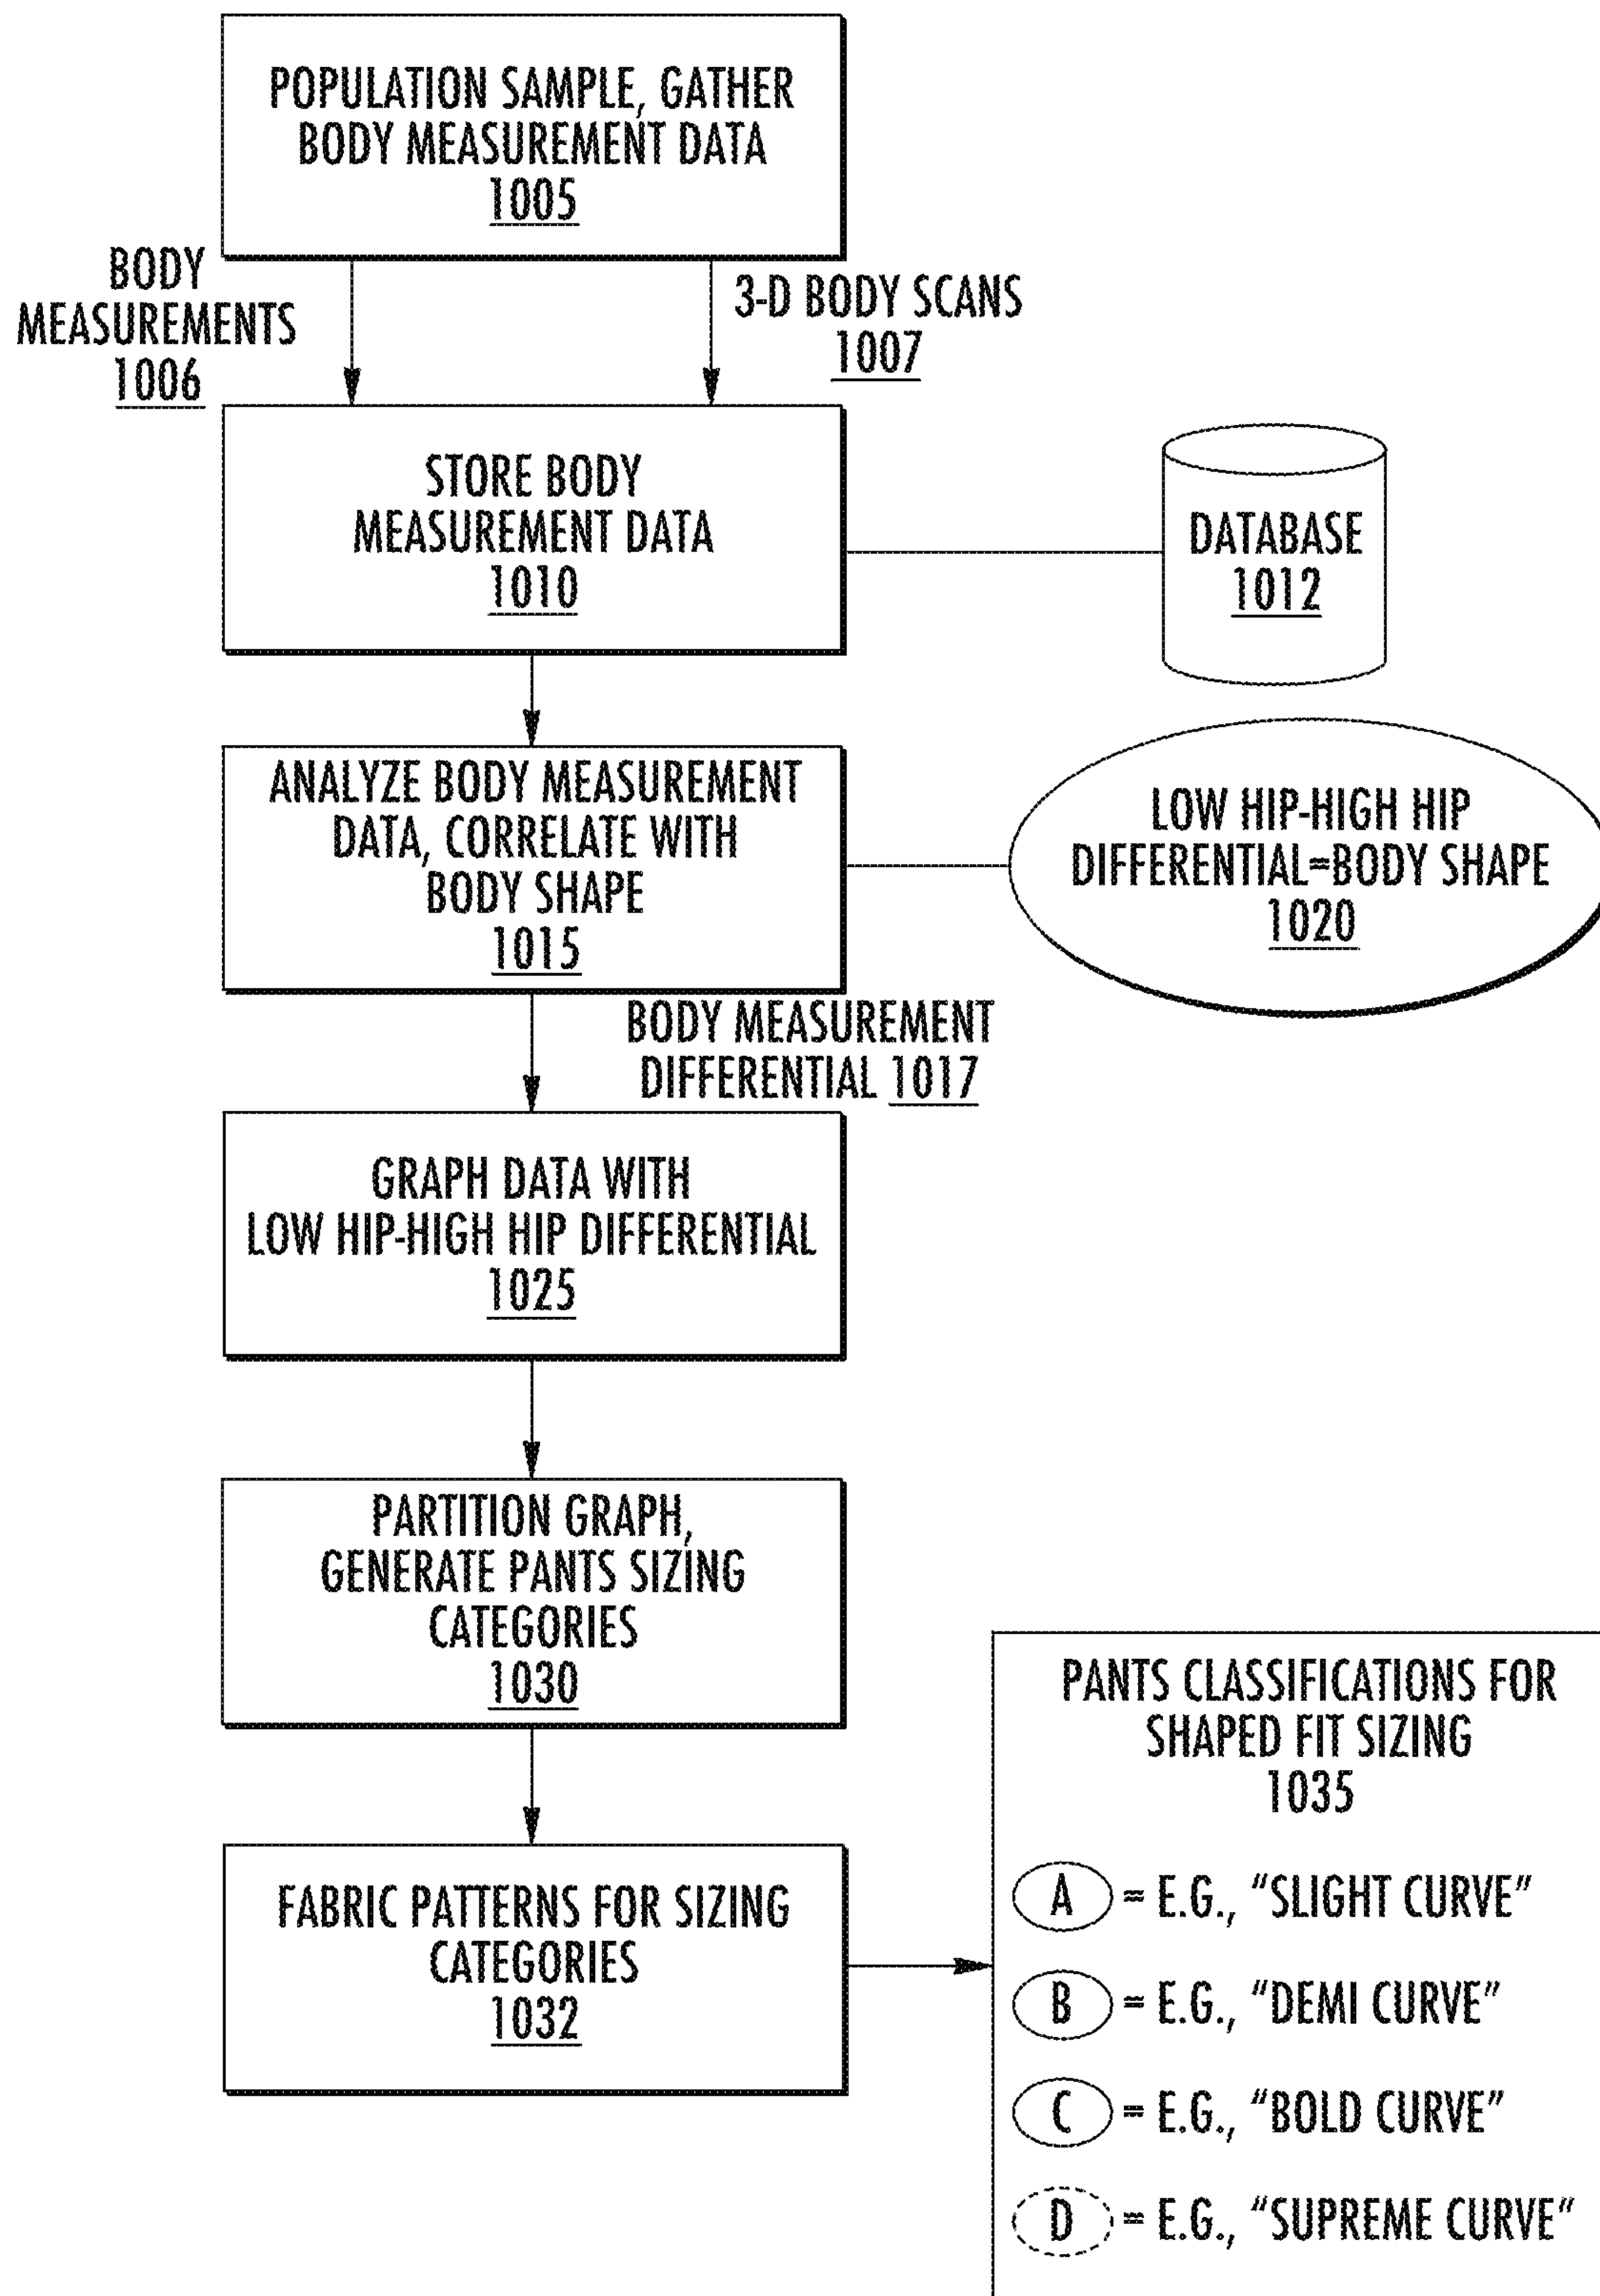 POPULATION SAMPLE, GATHER
BODY MEASUREMENT DATA
1005
BODY
MEASUREMENTS
1006
3-D BODY SCANS
1007
STORE BODY
MEASUREMENT DATA
1010
DATABASE
1012
ANALYZE BODY MEASUREMENT
DATA, CORRELATE WITH
BODY SHAPE
1015
LOW HIP-HIGH HIP
DIFFERENTIAL=BODY SHAPE
1020
BODY MEASUREMENT
DIFFERENTIAL 1017
GRAPH DATA WITH
LOW HIP-HIGH HIP DIFFERENTIAL
1025
PARTITION GRAPH,
GENERATE PANTS SIZING
CATEGORIES
1030
FABRIC PATTERNS FOR SIZING
CATEGORIES
1032
PANTS CLASSIFICATIONS FOR
SHAPED FIT SIZING
1035
A = E.G., “SLIGHT CURVE”
B = E.G., “DEMI CURVE”
C = E.G., “BOLD CURVE”
D = E.G., “SUPREME CURVE”